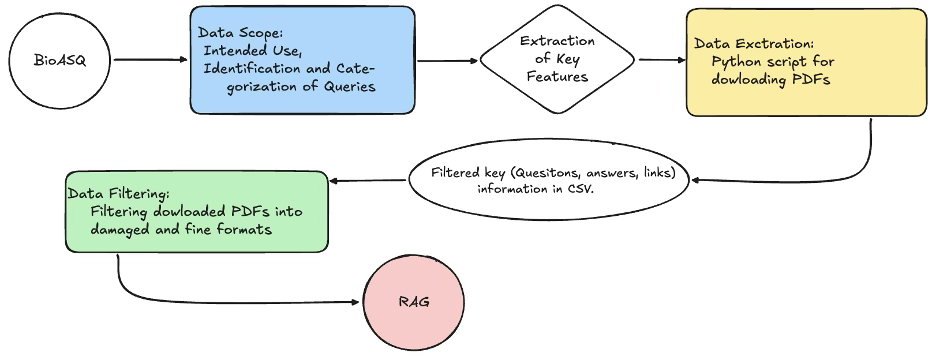 BioASQ
Data Scope:
Intended Use,
Identification and Cate-
gorization of Queries
Extraction
of Key
Features
Data Exctration:
Python script for
dowloading PDFs
Filtered key (Quesitons, answers, links)
information in CSV.
Data Filtering:
Filtering dowloaded PDFs into
damaged and fine formats
RAG